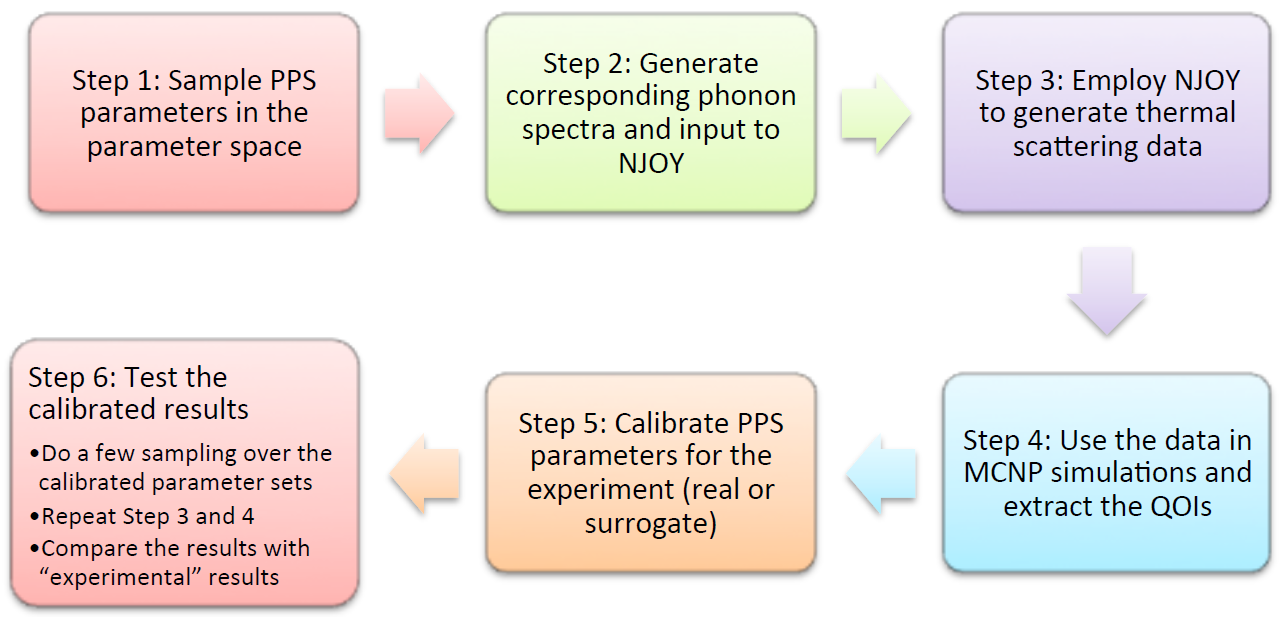 Step 1: Sample PPS
parameters in the
parameter space
Step 2: Generate
corresponding phonon
spectra and input to
NJOY
Step 3: Employ NJOY
to generate thermal
scattering data
Step 4: Use the data in
MCNP simulations and
extract the QOIs
Step 5: Calibrate PPS
parameters for the
experiment (real or
surrogate)
Step 6: Test the
calibrated results
•Do a few sampling over the
calibrated parameter sets
•Repeat Step 3 and 4
•Compare the results with
“experimental” results